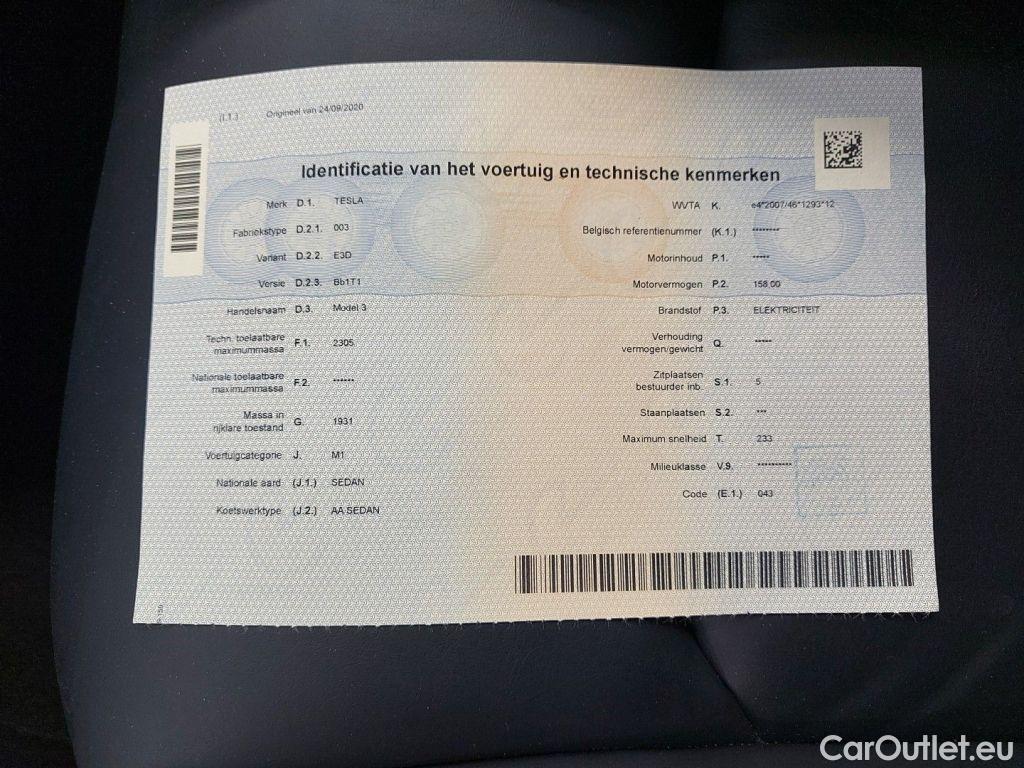 (I.1.) Origineel van 24/09/2020
Identificatie van het voertuig en technische kenmerken
Merk D.1. TESLA
Fabriekstype D.2.1. 003
Variant D.2.2. E3D
Versie D.2.3. Bb1T1
Handelsnaam D.3. Model 3
Techn. toelaatbare
maximummassa F.1. 2305
Nationale toelaatbare
maximummassa F.2. ******
Massa in
rijklare toestand G. 1931
Voertuigcategorie J. M1
Nationale aard (J.1.) SEDAN
Koetswerktype (J.2.) AA SEDAN
WVTA K. e4*2007/46*1293*12
Belgisch referentienummer (K.1.) ********
Motorinhoud P.1. *****
Motorvermogen P.2. 158.00
Brandstof P.3. ELEKTRICITEIT
Verhouding
vermogen/gewicht Q. *****
Zitplaatsen
bestuurder inb. S.1. 5
Staanplaatsen S.2. ***
Maximum snelheid T. 233
Milieuklasse V.9. **********
Code (E.1.) 043
CarOutlet.eu